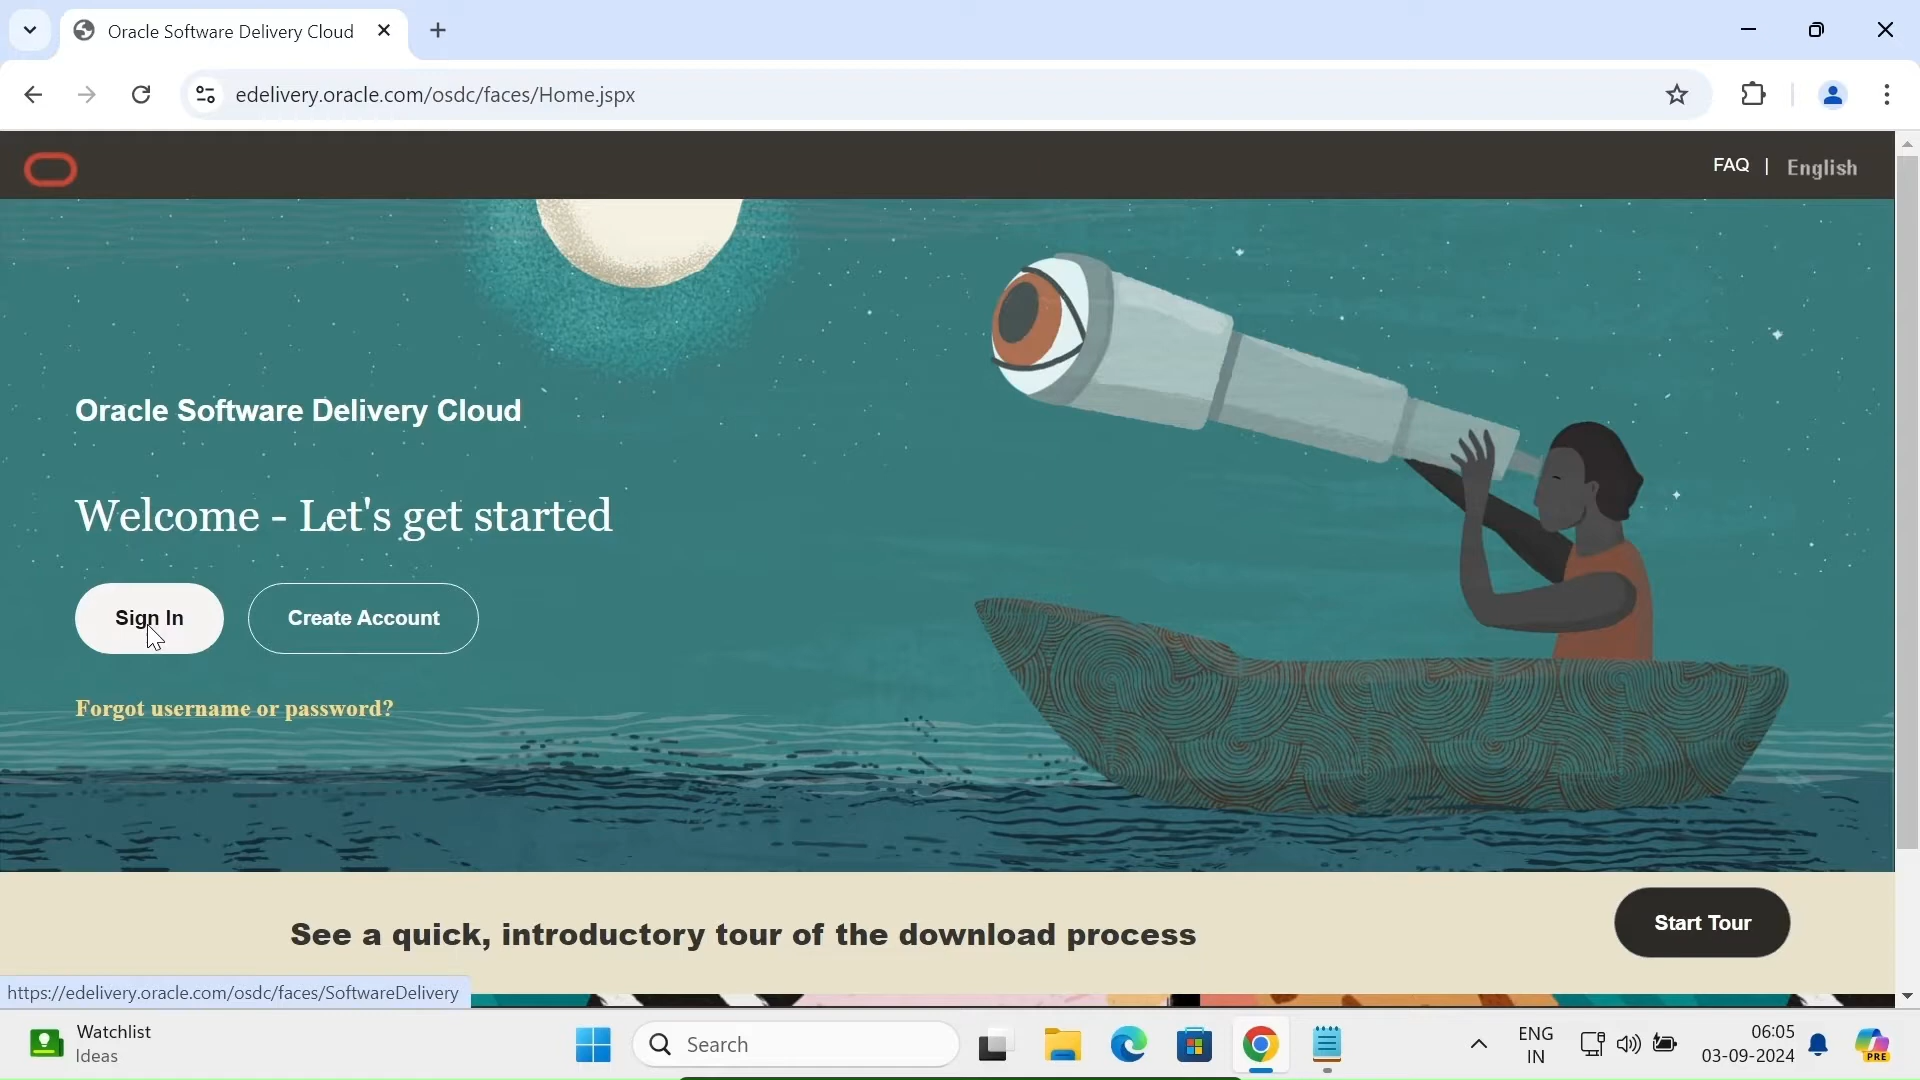 Oracle Software Delivery Cloud
edelivery.oracle.com/osdc/faces/Home.jspx
FAQ | English
Oracle Software Delivery Cloud
Welcome - Let's get started
Sign In
Create Account
Forgot username or password?
See a quick, introductory tour of the download process
Start Tour
https://edelivery.oracle.com/osdc/faces/SoftwareDelivery
Watchlist
Ideas
Search
ENG
IN
06:05
03-09-2024
PRE